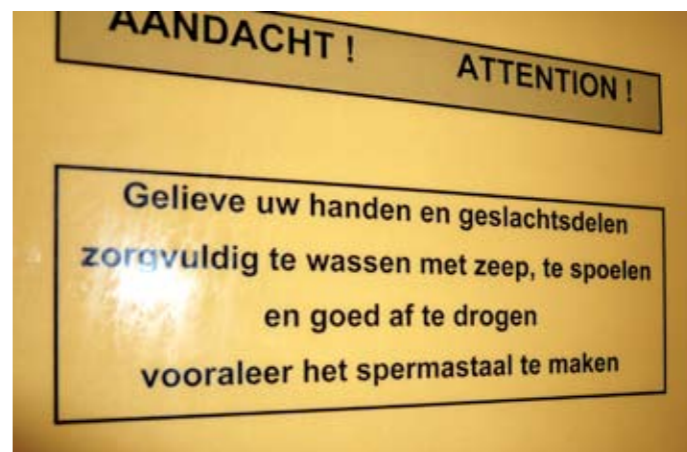 AANDACHT ! ATTENTION !
Gelieve uw handen en geslachtsdelen
zorgvuldig te wassen met zeep, te spoelen
en goed af te drogen
vooraleer het spermastaal te maken